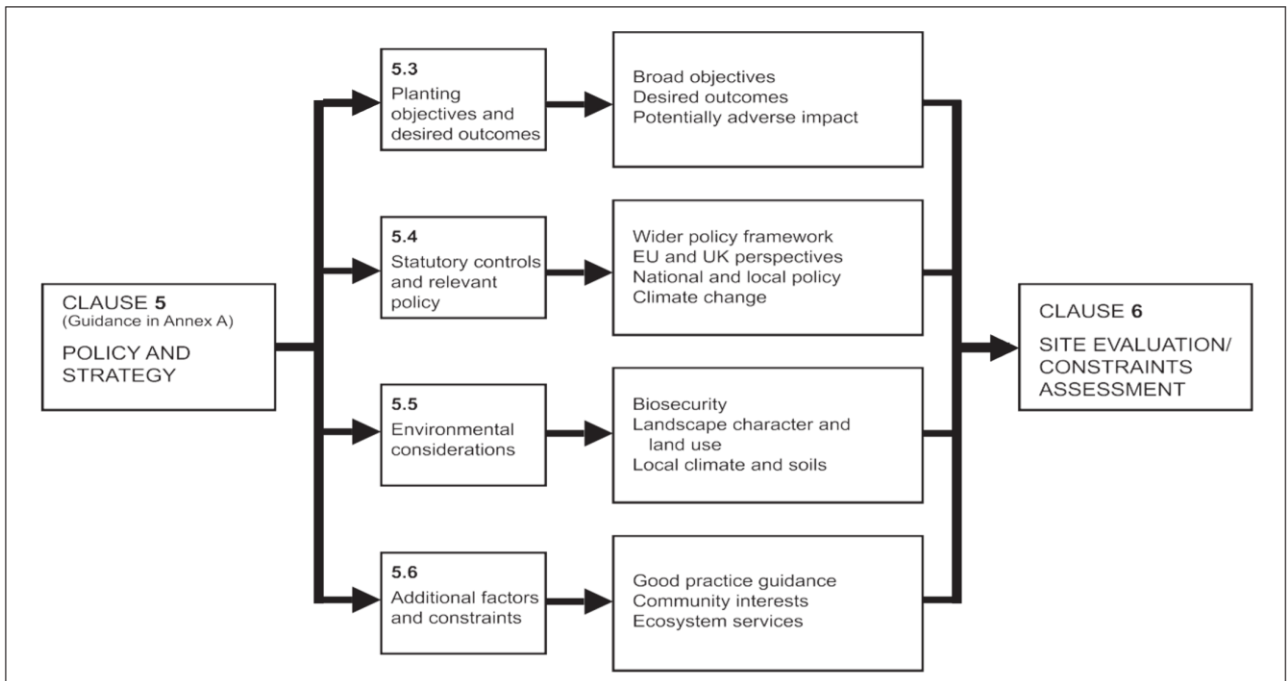 CLAUSE 5
(Guidance in Annex A)
POLICY AND
STRATEGY
5.3
Planting
objectives and
desired outcomes
Broad objectives
Desired outcomes
Potentially adverse impact
5.4
Statutory controls
and relevant
policy
Wider policy framework
EU and UK perspectives
National and local policy
Climate change
5.5
Environmental
considerations
Biosecurity
Landscape character and
land use
Local climate and soils
5.6
Additional factors
and constraints
Good practice guidance
Community interests
Ecosystem services
CLAUSE 6
SITE EVALUATION/
CONSTRAINTS
ASSESSMENT